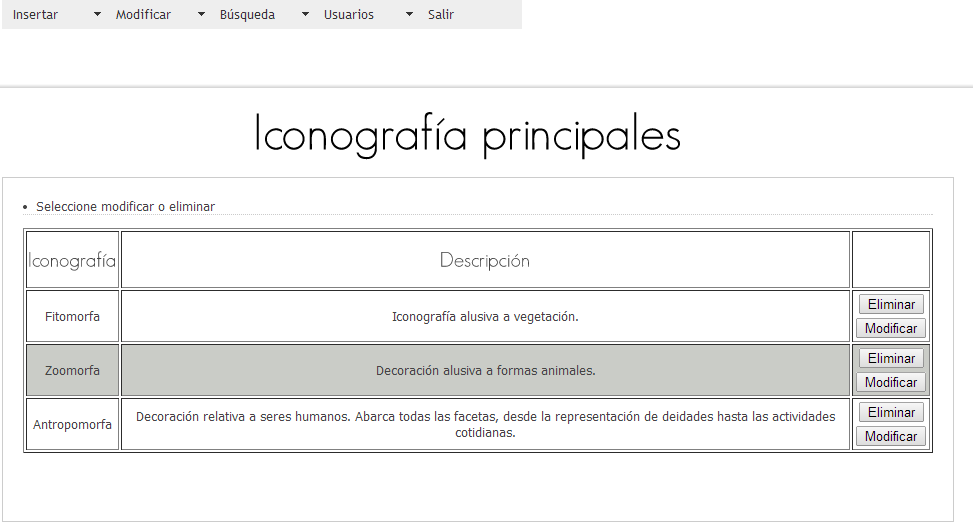 Insertar Modificar Búsqueda Usuarios Salir
Iconografía principales
Seleccione modificar o eliminar
Iconografía Descripción
Fitomorfa Iconografía alusiva a vegetación. Eliminar
Modificar
Zoomorfa Decoración alusiva a formas animales. Eliminar
Modificar
Antropomorfa Decoración relativa a seres humanos. Abarca todas las facetas, desde la representación de deidades hasta las actividades
cotidianas. Eliminar
Modificar